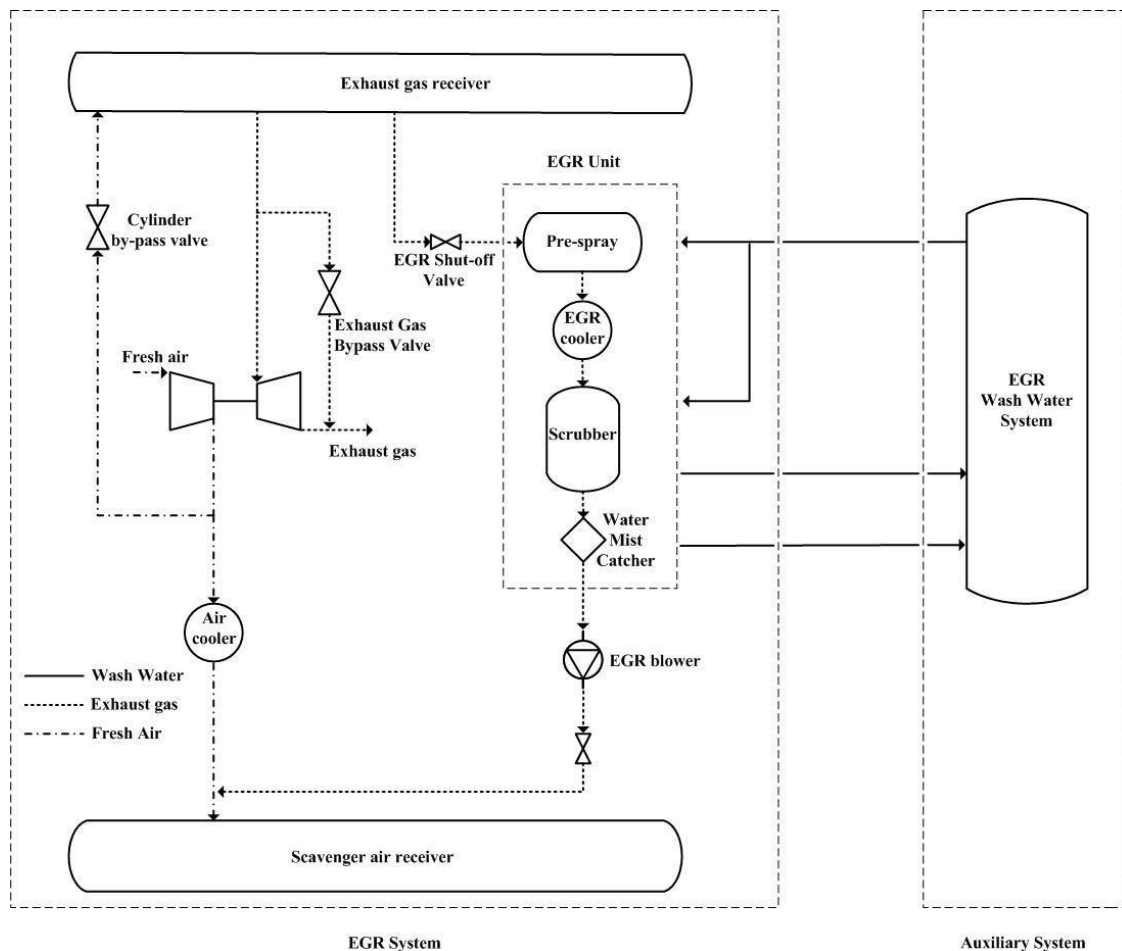 Exhaust gas receiver
EGR Unit
Cylinder
by-pass valve
Pre-spray
EGR Shut-off
Valve
EGR
cooler
Exhaust Gas
Bypass Valve
Fresh air
EGR
Wash Water
System
Scrubber
Exhaust gas
Water
Mist
Catcher
Air
cooler
EGR blower
Wash Water
Exhaust gas
Fresh Air
Scavenger air receiver
EGR System
Auxiliary System